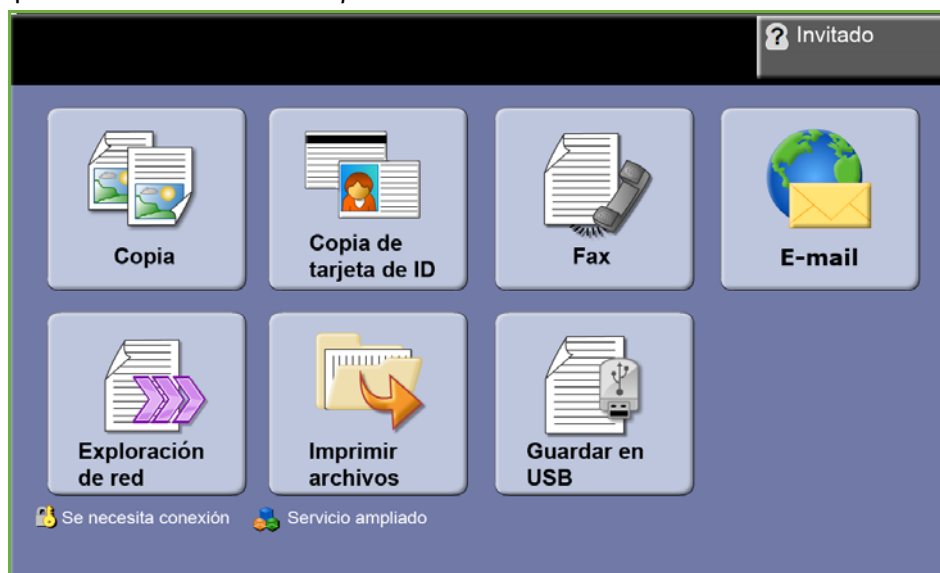 Invitado
Copia
Copia de
tarjeta de ID
Fax
E-mail
Exploración
de red
Imprimir
archivos
Guardar en
USB
Se necesita conexión
Servicio ampliado